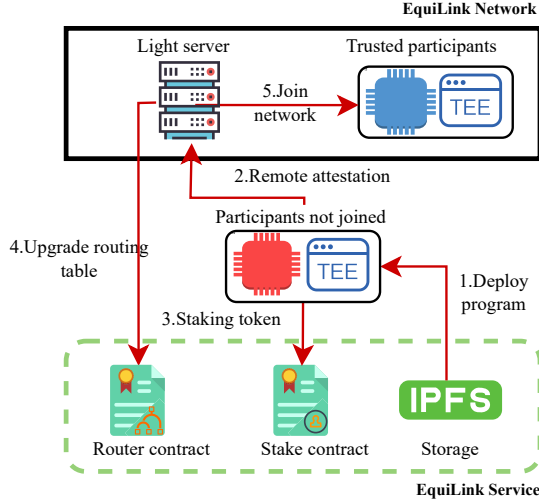 EquiLink Network
Light server
Trusted participants
TEE
5.Join
network
2.Remote attestation
Participants not joined
TEE
4.Upgrade routing
table
1.Deploy
program
3.Staking token
IPFS
Router contract
Stake contract
Storage
EquiLink Service